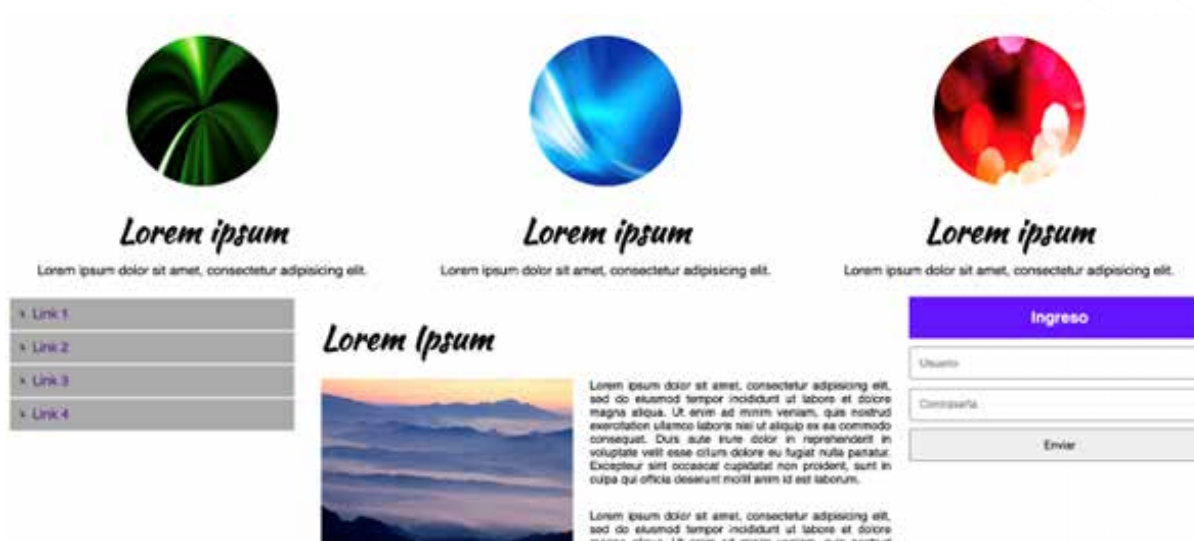 Lorem ipsum
Lorem ipsum
Lorem ipsum
Lorem ipsum dolor sit amet, consectetur adipisicing elit.
Lorem ipsum dolor sit amet, consectetur adipisicing elit.
Lorem ipsum dolor sit amet, consectetur adipisicing elit.
Link 1
Link 2
Link 3
Link 4
Lorem Ipsum
Lorem ipsum dolor sit amet, consectetur adipisicing elit,
sed do eiusmod tempor incididunt ut labore et dolore
magna aliqua. Ut enim ad minim veniam, quis nostrud
exercitation ullamco laboris nisi ut aliquip ex ea commodo
consequat. Duis aute irure dolor in reprehenderit in
voluptate velit esse cillum dolore eu fugiat nulla pariatur.
Excepteur sint occaecat cupidatat non proident, sunt in
culpa qui officia deserunt mollit anim id est laborum.
Lorem ipsum dolor sit amet, consectetur adipisicing elit,
sed do eiusmod tempor incididunt ut labore et dolore
Ingreso
Usuario
Contraseña
Enviar